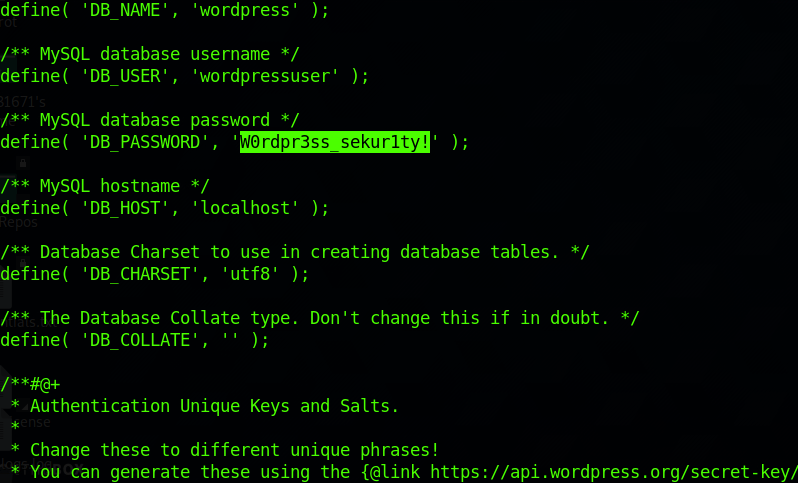 define( 'DB_NAME', 'wordpress' );
/** MySQL database username */
define( 'DB_USER', 'wordpressuser' );
/** MySQL database password */
define( 'DB_PASSWORD', 'W0rdpr3ss_sekur1ty!' );
/** MySQL hostname */
define( 'DB_HOST', 'localhost' );
/** Database Charset to use in creating database tables. */
define( 'DB_CHARSET', 'utf8' );
/** The Database Collate type. Don't change this if in doubt. */
define( 'DB_COLLATE', '' );
/**#@+
* Authentication Unique Keys and Salts.
*
* Change these to different unique phrases!
* You can generate these using the {@link https://api.wordpress.org/secret-key/